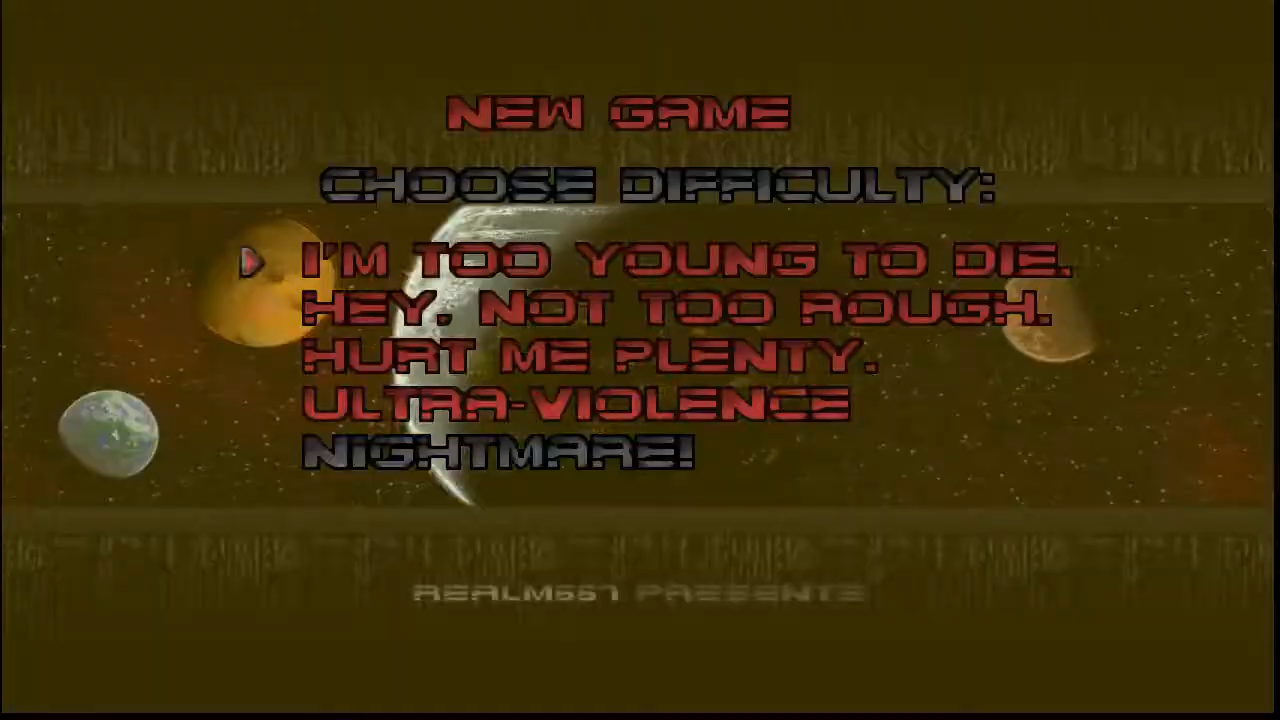 NEW GAME
CHOOSE DIFFICULTY:
I'M TOO YOUNG TO DIE.
HEY, NOT TOO ROUGH.
HURT ME PLENTY.
ULTRA-VIOLENCE
NIGHTMARE!
REALM667 PRESENTS